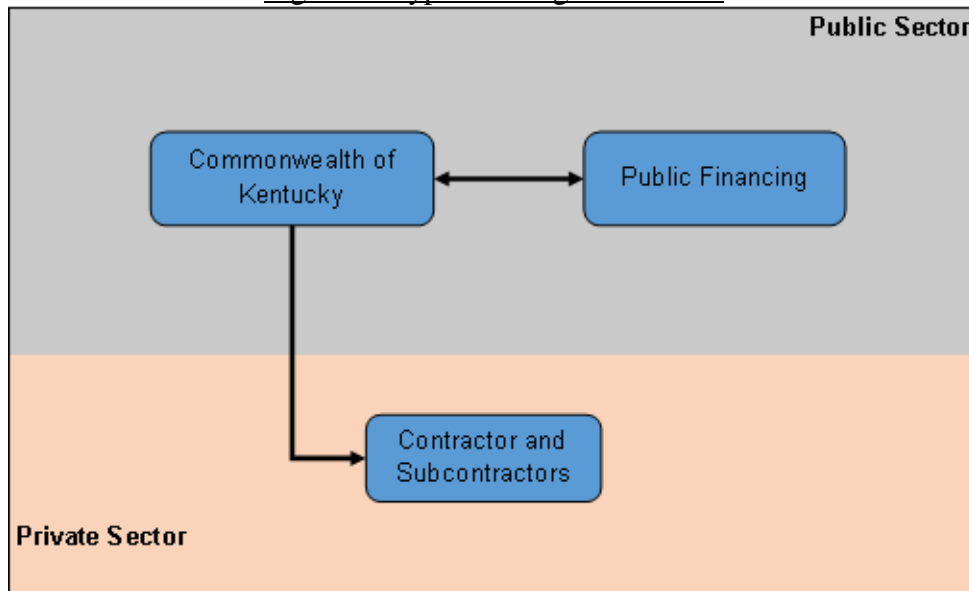 Public Sector
Commonwealth of
Kentucky
Public Financing
Contractor and
Subcontractors
Private Sector